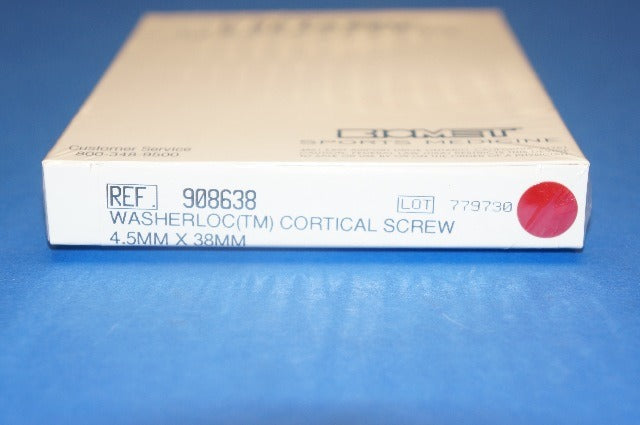 BIOMET
SPORTS MEDICINE
Customer Service
800-348-9500
REF. 908638
LOT 779730
WASHERLOC(TM) CORTICAL SCREW
4.5MM X 38MM